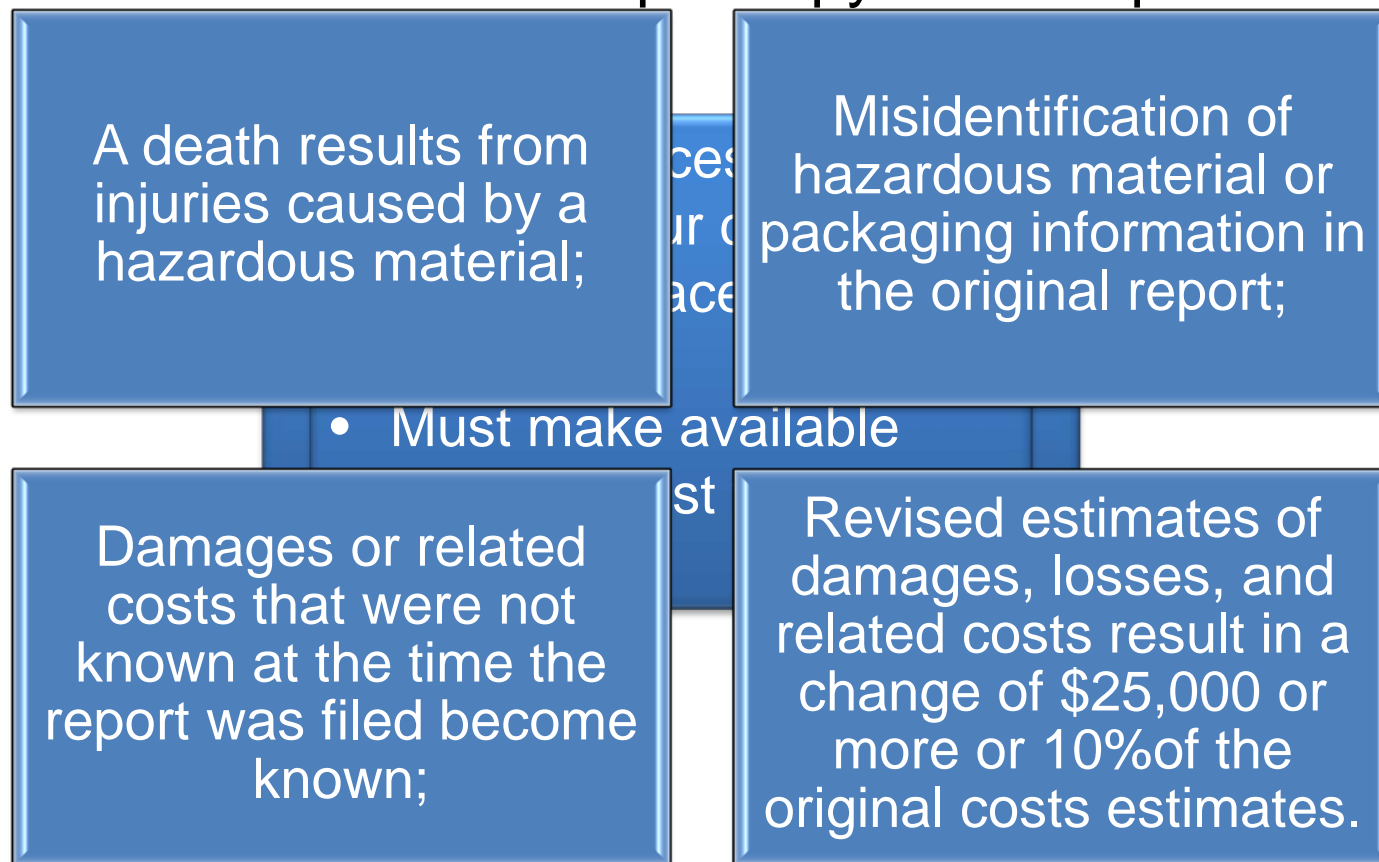 A death results from
injuries caused by a
hazardous material;
Misidentification of
hazardous material or
packaging information in
the original report;
• Must make available
Damages or related
costs that were not
known at the time the
report was filed become
known;
Revised estimates of
damages, losses, and
related costs result in a
change of $25,000 or
more or 10%of the
original costs estimates.